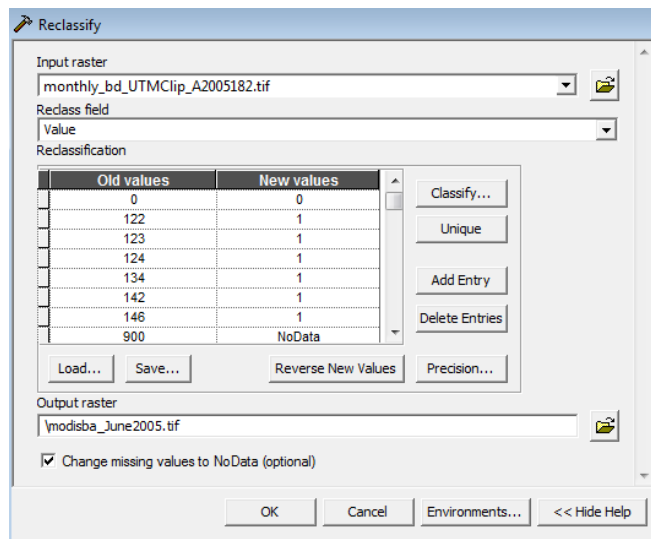 Reclassify
Input raster
monthly_bd_UTMClip_A2005182.tif
Reclass field
Value
Reclassification
Old values New values
0 0
122 1
123 1
124 1
134 1
142 1
146 1
900 NoData
Classify...
Unique
Add Entry
Delete Entries
Load... Save... Reverse New Values Precision...
Output raster
\modisba_June2005.tif
Change missing values to NoData (optional)
OK Cancel Environments... << Hide Help